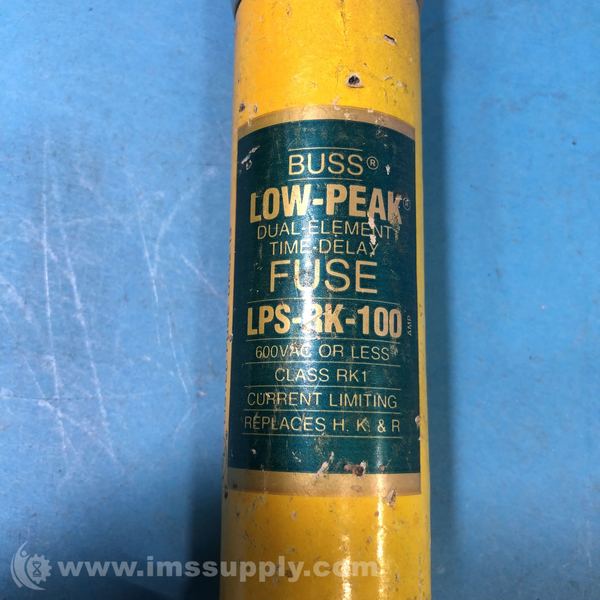 BUSS®
LOW-PEAK®
DUAL-ELEMENT
TIME-DELAY
FUSE
LPS-RK-100 AMP
600VAC OR LESS
CLASS RK1
CURRENT LIMITING
REPLACES H, K & R
www.imssupply.com